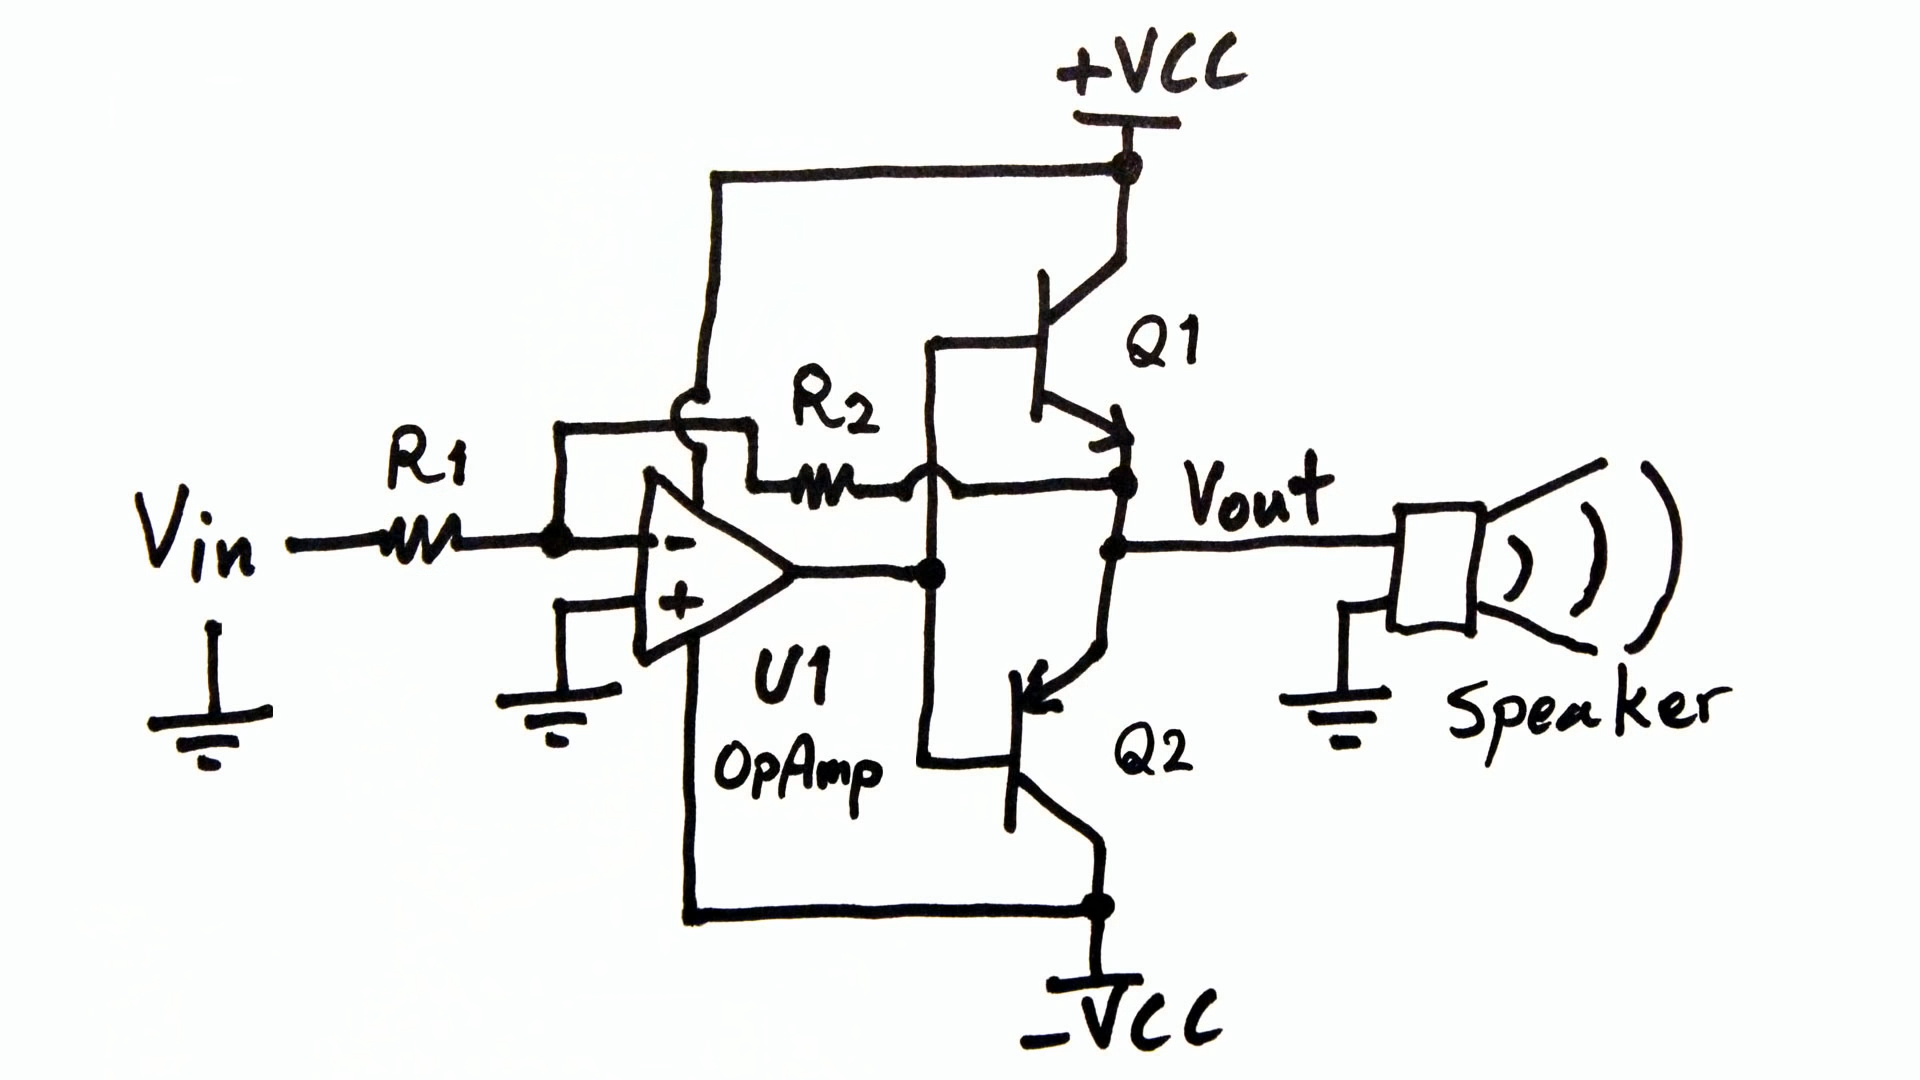 +VCC
Q1
R2
R1
Vout
Vin
-
+
U1
OpAmp
Speaker
Q2
-VCC